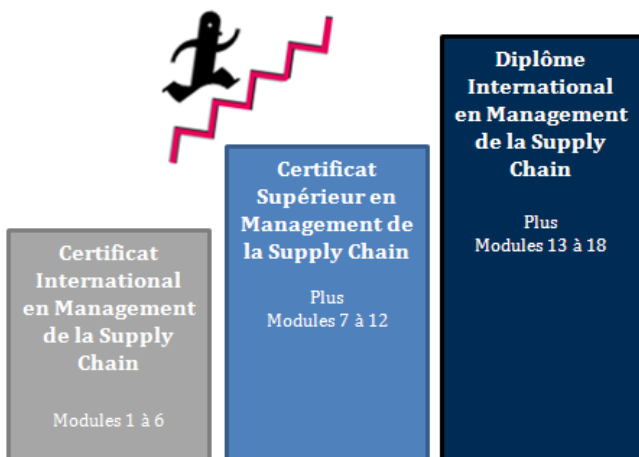 Certificat
International
en Management
de la Supply
Chain
Modules 1 à 6
Certificat
Supérieur en
Management de
la Supply Chain
Plus
Modules 7 à 12
Diplôme
International
en Management
de la Supply
Chain
Plus
Modules 13 à 18